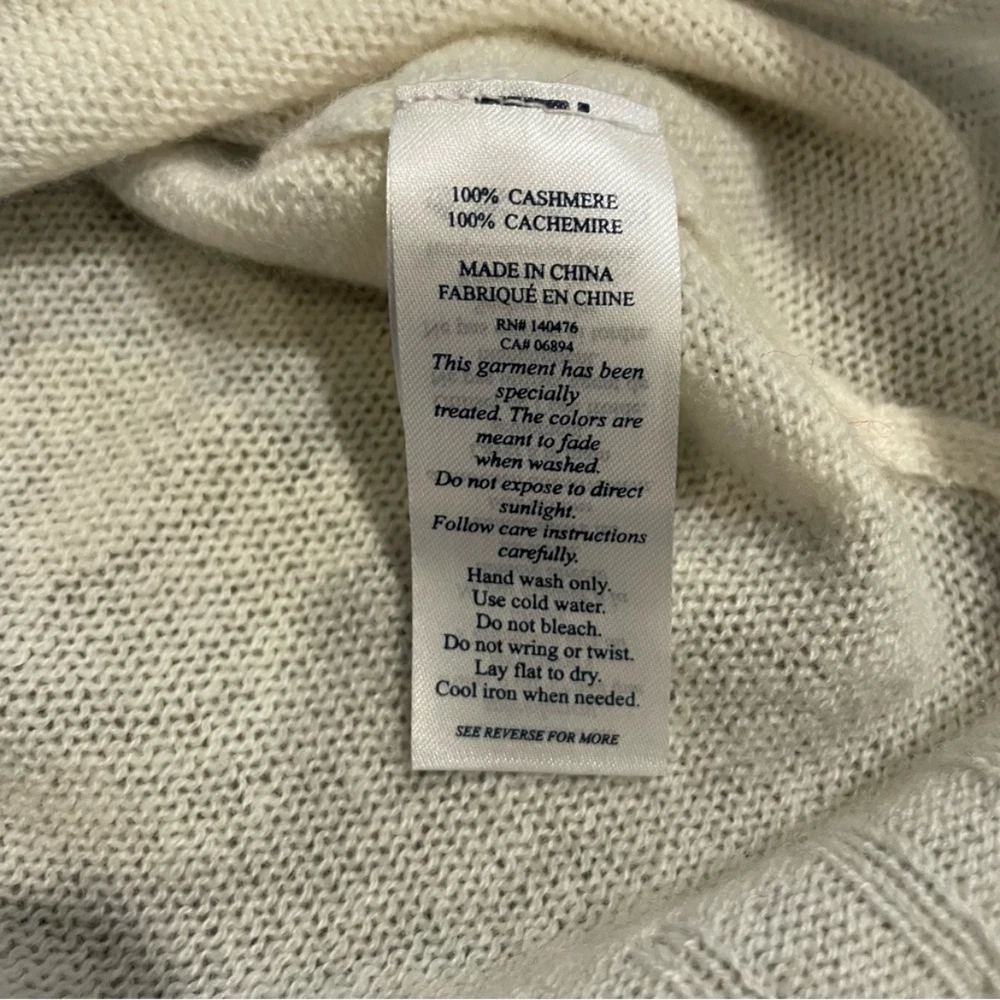 100% CASHMERE
100% CACHEMIRE
MADE IN CHINA
FABRIQUÉ EN CHINE
RN# 140476
CA# 06894
This garment has been
specially
treated. The colors are
meant to fade
when washed.
Do not expose to direct
sunlight.
Follow care instructions
carefully.
Hand wash only.
Use cold water.
Do not bleach.
Do not wring or twist.
Lay flat to dry.
Cool iron when needed.
SEE REVERSE FOR MORE